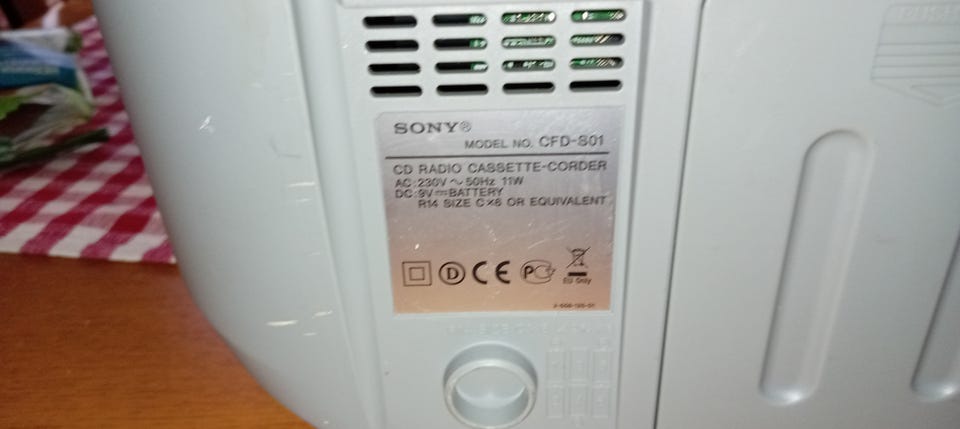 SONY®
MODEL NO. CFD-S01
CD RADIO CASSETTE-CORDER
AC:230V ~ 50Hz 11W
DC:9V⎓BATTERY
R14 SIZE C×6 OR EQUIVALENT
D CE
EU Only
PUSH